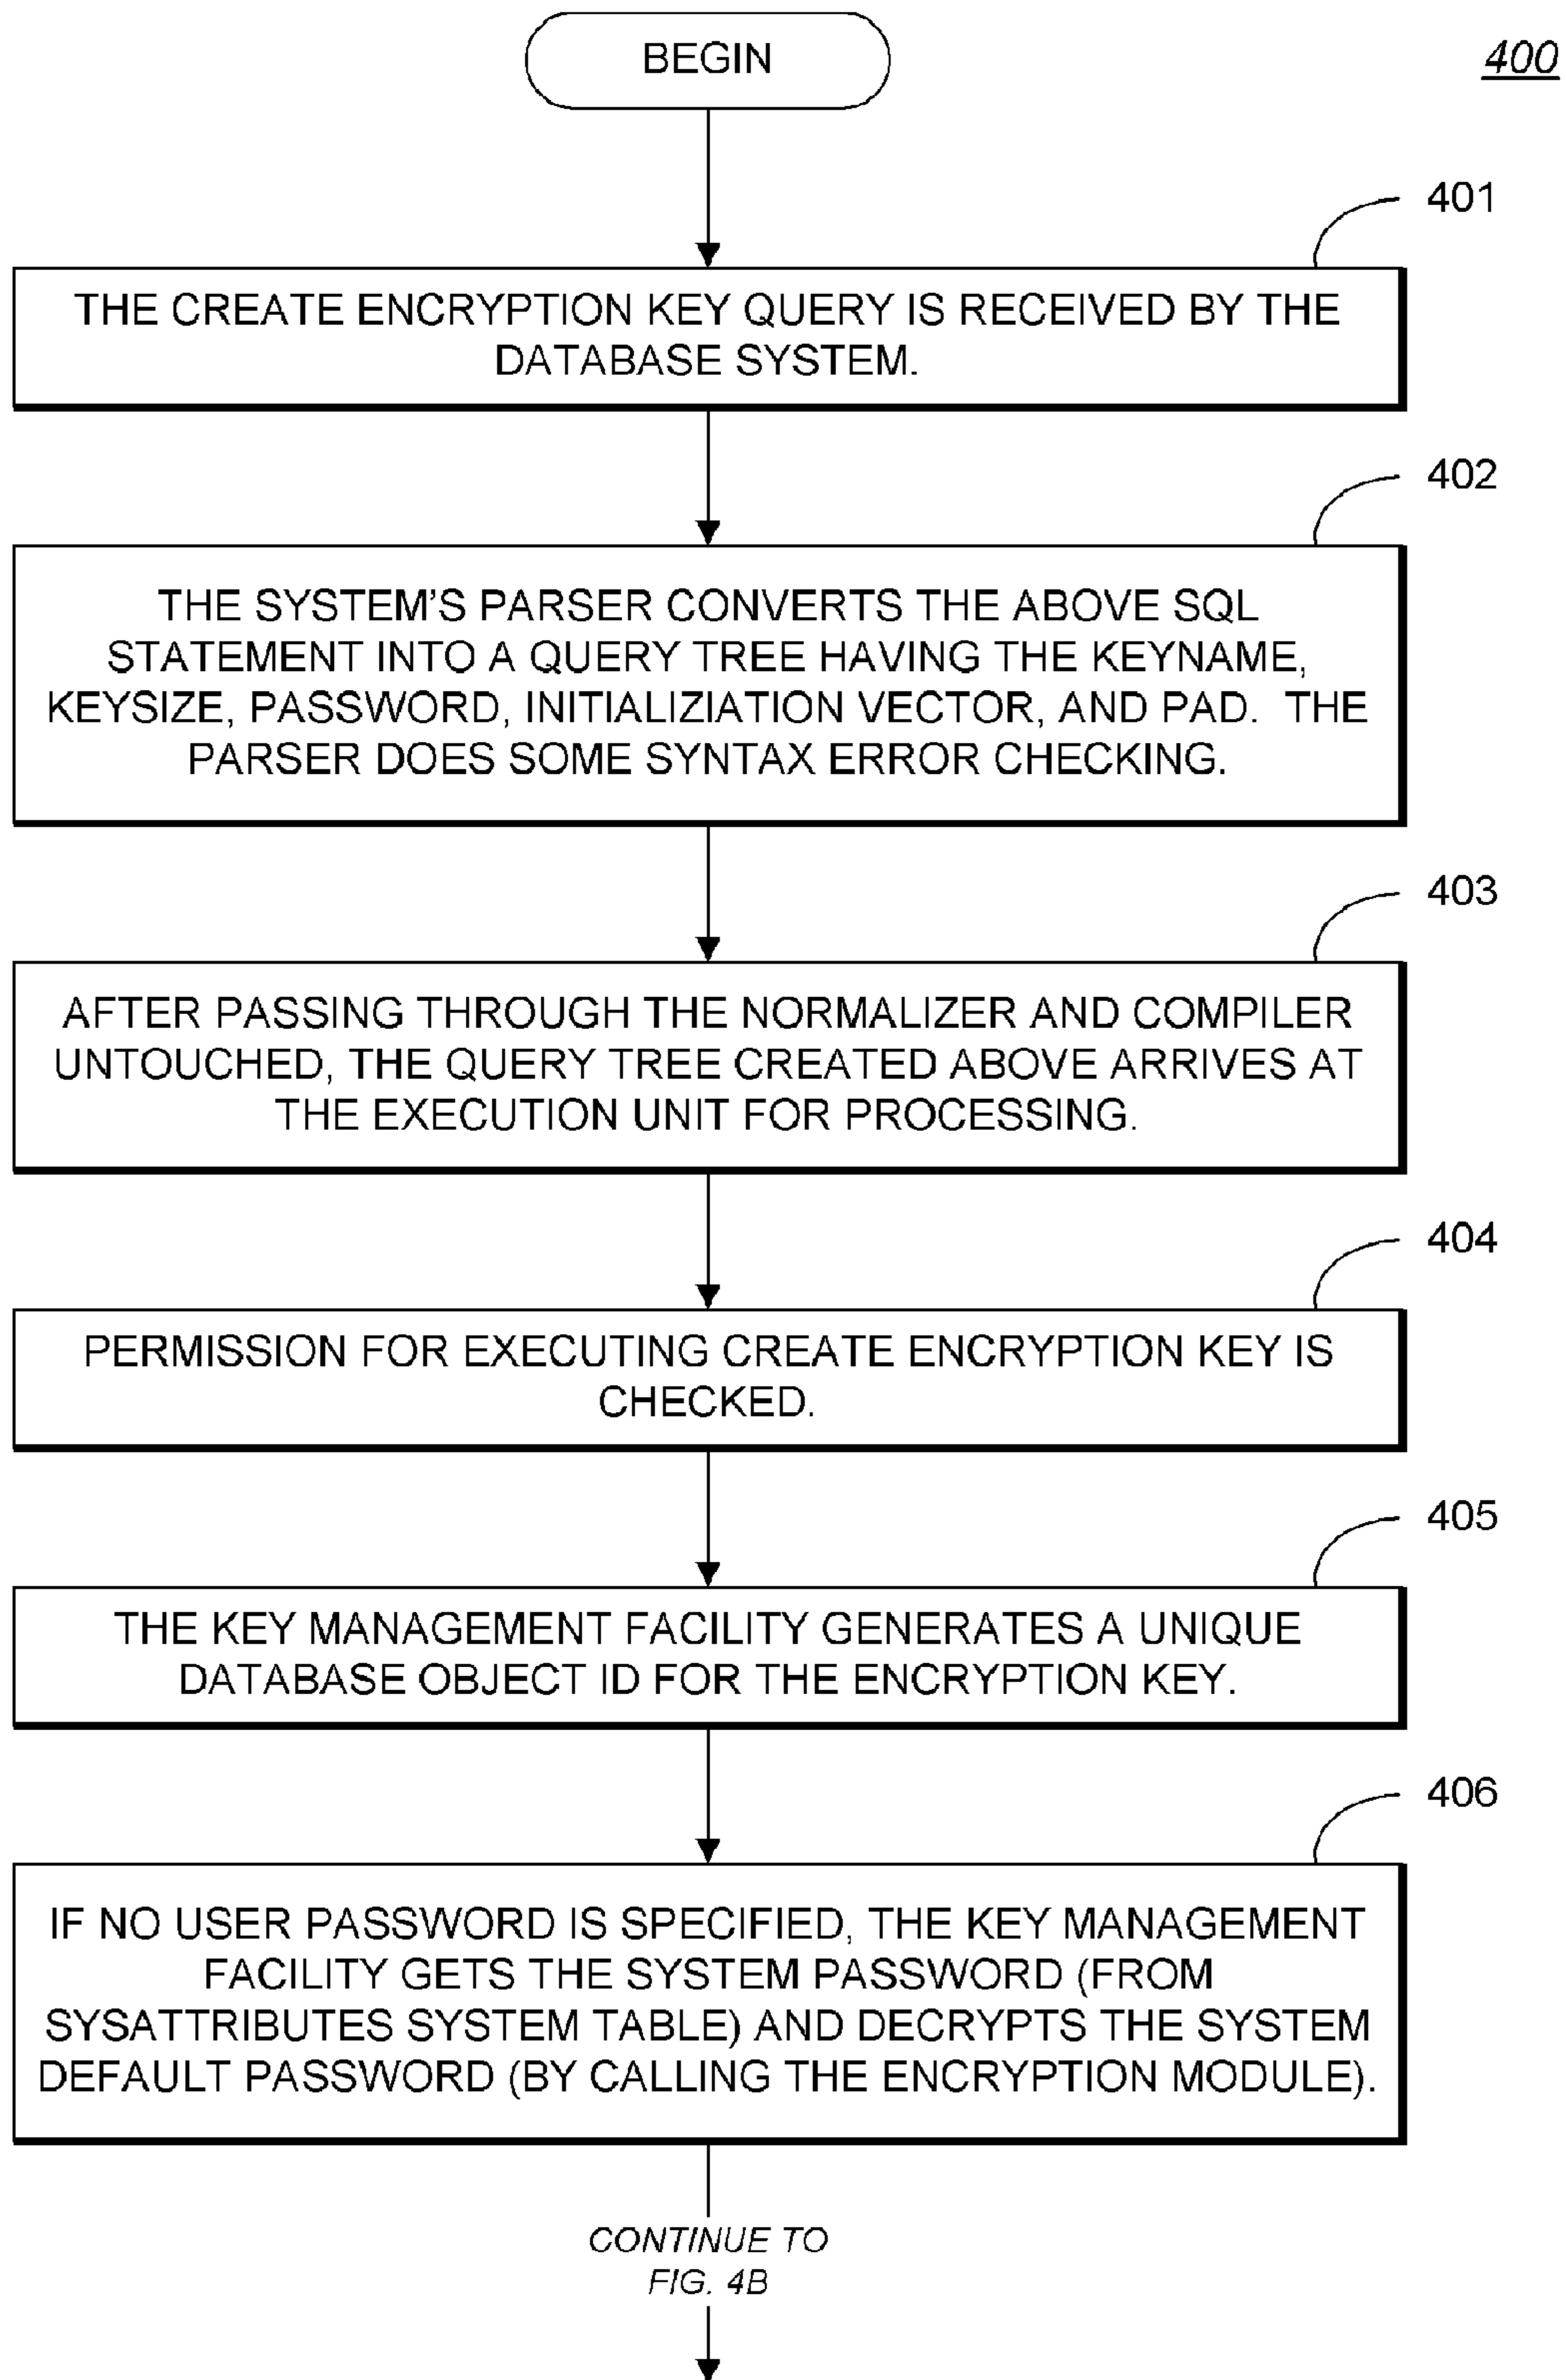 BEGIN
400
401
THE CREATE ENCRYPTION KEY QUERY IS RECEIVED BY THE
DATABASE SYSTEM.
402
THE SYSTEM'S PARSER CONVERTS THE ABOVE SQL
STATEMENT INTO A QUERY TREE HAVING THE KEYNAME,
KEYSIZE, PASSWORD, INITIALIZIATION VECTOR, AND PAD.  THE
PARSER DOES SOME SYNTAX ERROR CHECKING.
403
AFTER PASSING THROUGH THE NORMALIZER AND COMPILER
UNTOUCHED, THE QUERY TREE CREATED ABOVE ARRIVES AT
THE EXECUTION UNIT FOR PROCESSING.
404
PERMISSION FOR EXECUTING CREATE ENCRYPTION KEY IS
CHECKED.
405
THE KEY MANAGEMENT FACILITY GENERATES A UNIQUE
DATABASE OBJECT ID FOR THE ENCRYPTION KEY.
406
IF NO USER PASSWORD IS SPECIFIED, THE KEY MANAGEMENT
FACILITY GETS THE SYSTEM PASSWORD (FROM
SYSATTRIBUTES SYSTEM TABLE) AND DECRYPTS THE SYSTEM
DEFAULT PASSWORD (BY CALLING THE ENCRYPTION MODULE).
CONTINUE TO
FIG. 4B